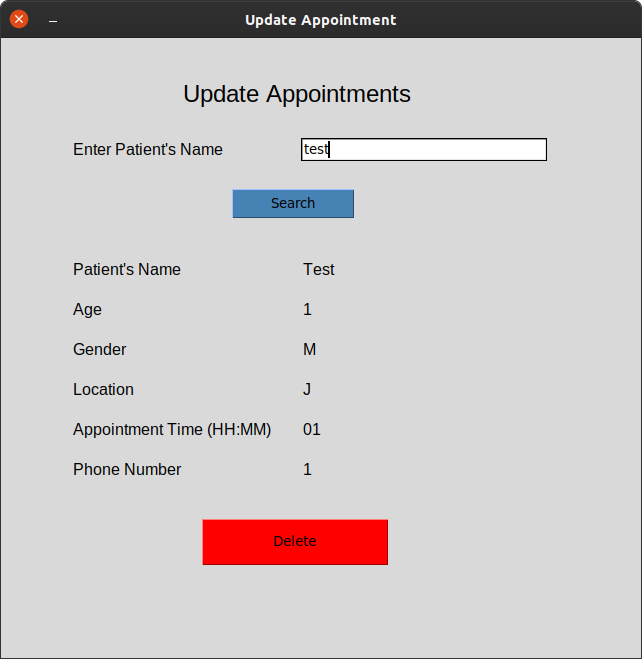 Update Appointment
Update Appointments
Enter Patient's Name test
Search
Patient's Name Test
Age 1
Gender M
Location J
Appointment Time (HH:MM) 01
Phone Number 1
Delete